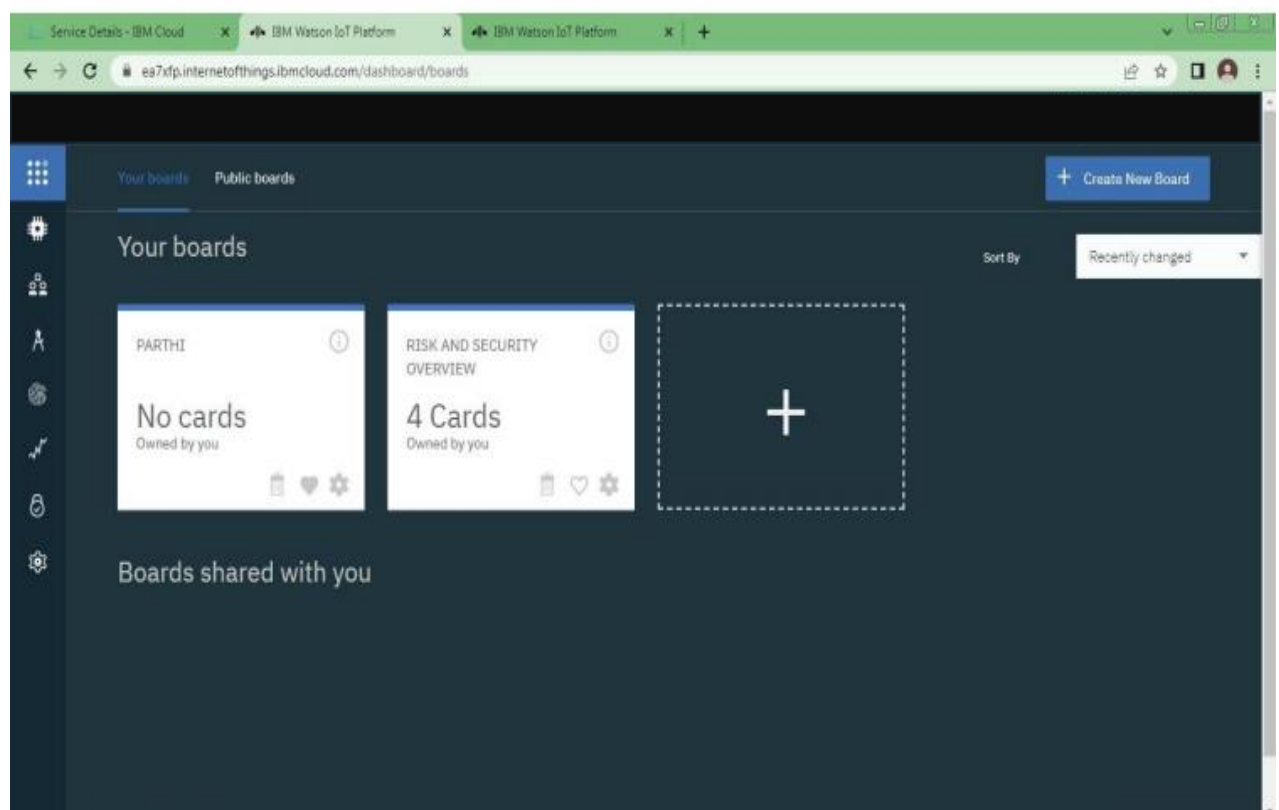 Service Details - IBM Cloud
IBM Watson IoT Platform
IBM Watson IoT Platform
ea7xfp.internetofthings.ibmcloud.com/dashboard/boards
Your boards
Public boards
Create New Board
Your boards
Sort By
Recently changed
PARTHI
No cards
Owned by you
RISK AND SECURITY
OVERVIEW
4 Cards
Owned by you
Boards shared with you